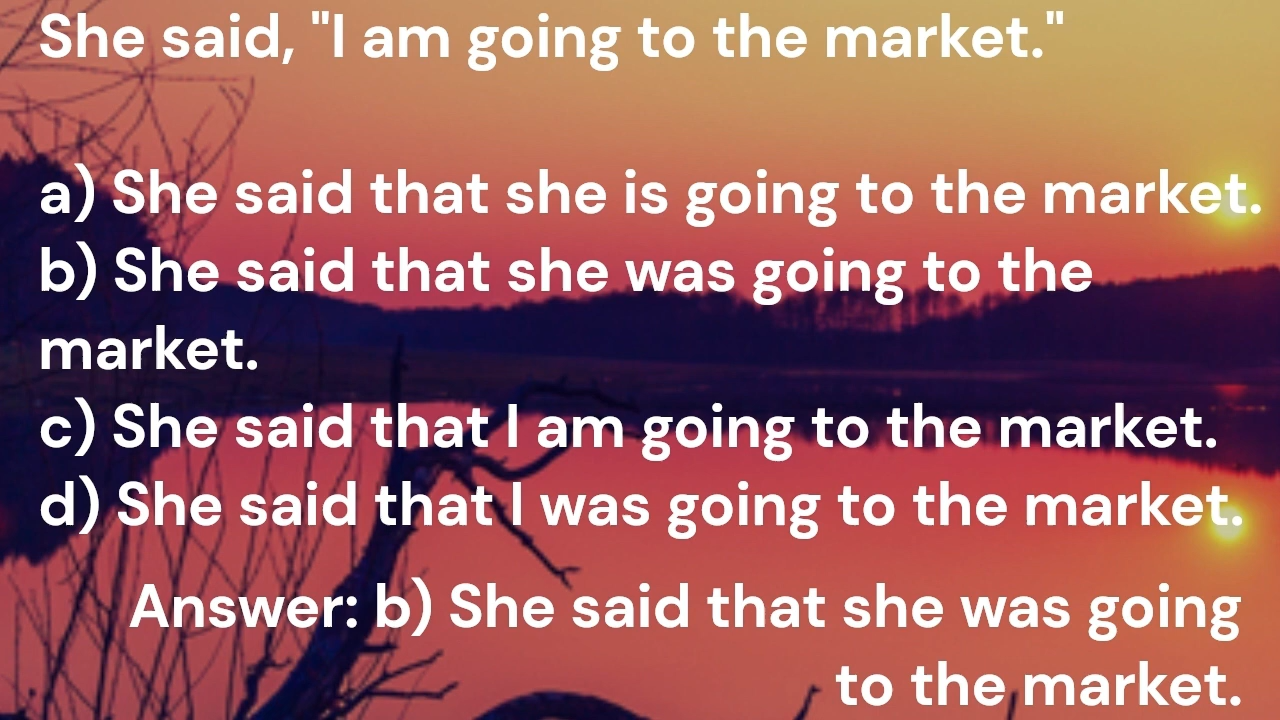 She said, "I am going to the market."
a) She said that she is going to the market.
b) She said that she was going to the
market.
c) She said that I am going to the market.
d) She said that I was going to the market.
Answer: b) She said that she was going
to the market.